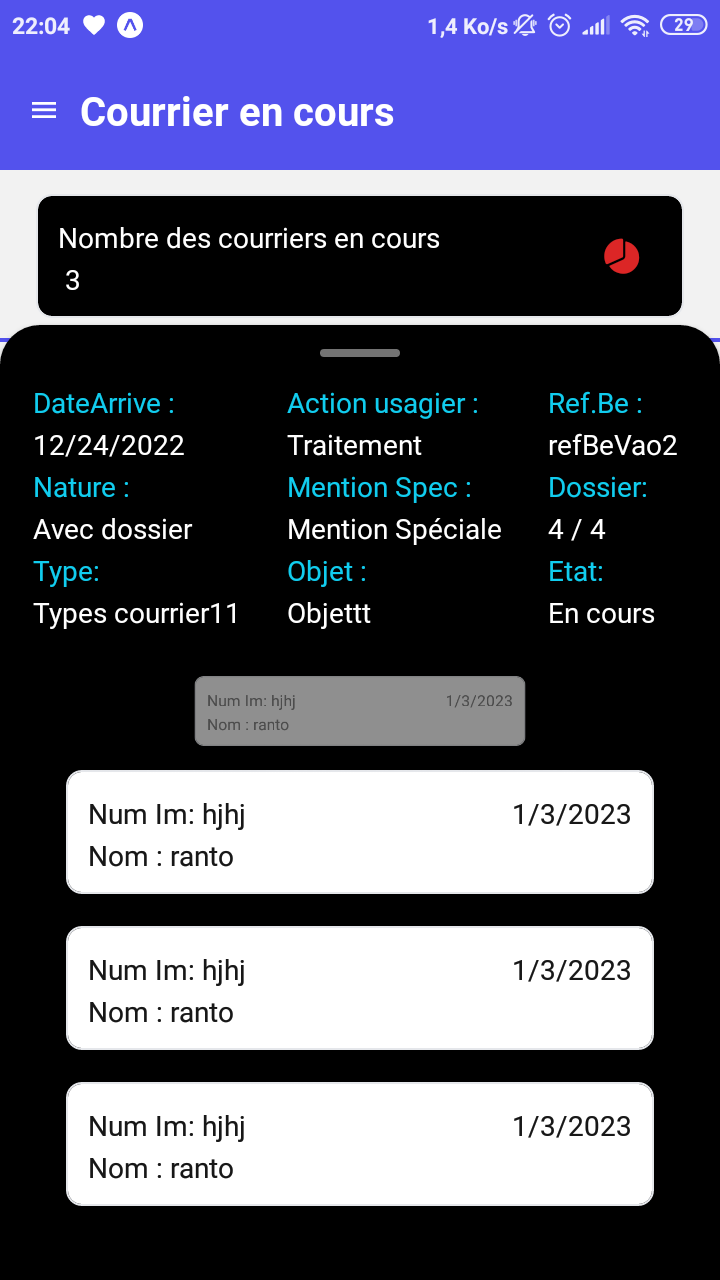 22:04 1,4 Ko/s 29
Courrier en cours
Nombre des courriers en cours
3
DateArrive : Action usagier : Ref.Be :
12/24/2022 Traitement refBeVao2
Nature : Mention Spec : Dossier:
Avec dossier Mention Spéciale 4 / 4
Type: Objet : Etat:
Types courrier11 Objettt En cours
Num Im: hjhj 1/3/2023
Nom : ranto
Num Im: hjhj 1/3/2023
Nom : ranto
Num Im: hjhj 1/3/2023
Nom : ranto
Num Im: hjhj 1/3/2023
Nom : ranto